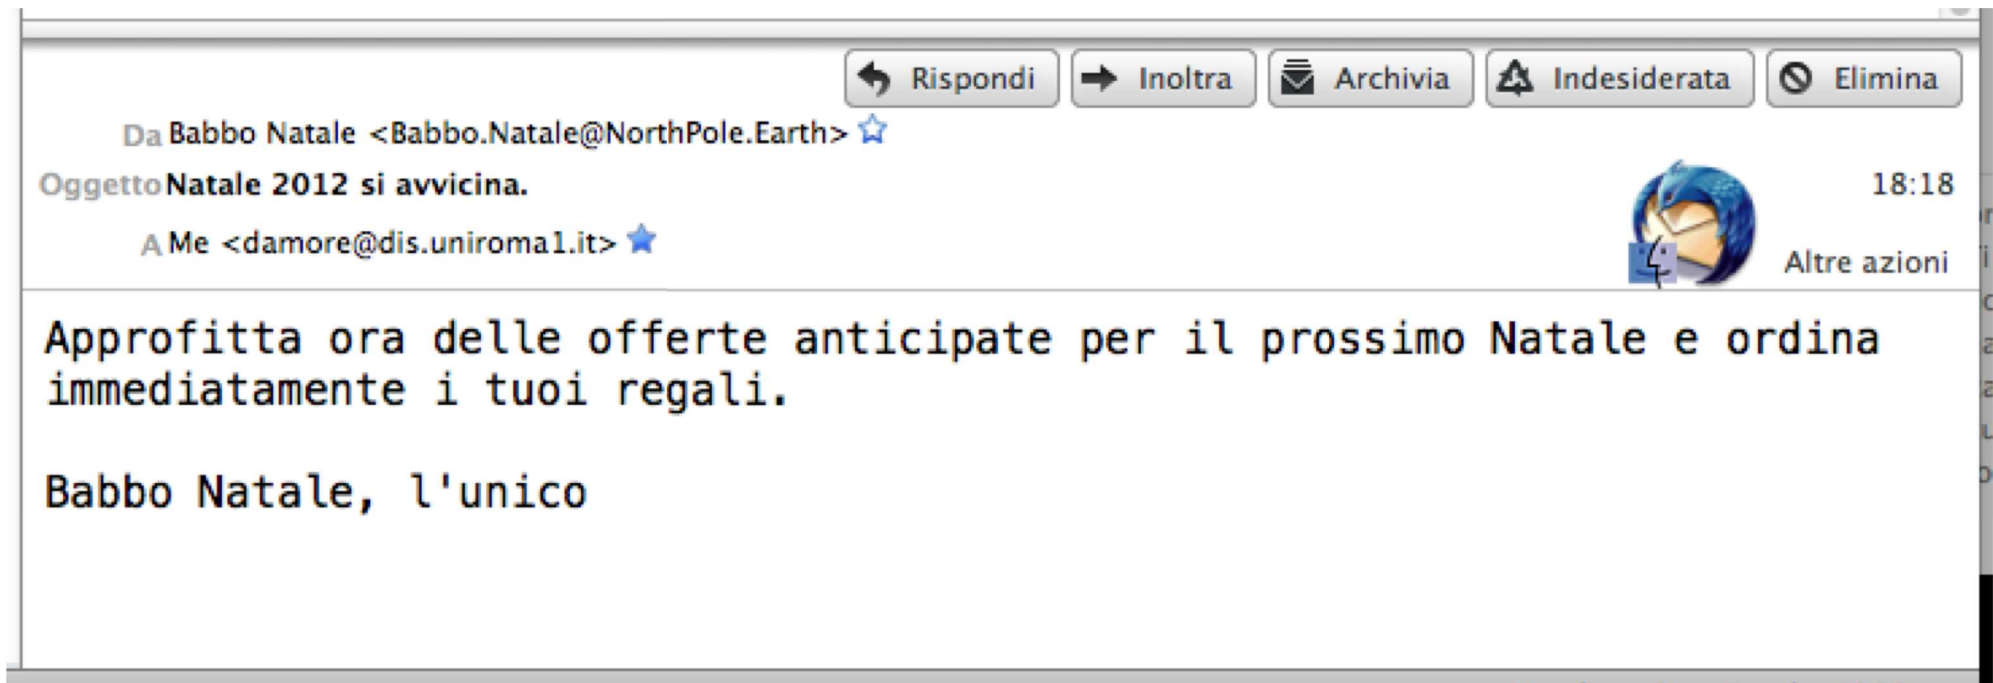 Rispondi Inoltra Archivia Indesiderata Elimina
Da Babbo Natale <Babbo.Natale@NorthPole.Earth>
Oggetto Natale 2012 si avvicina.
18:18
A Me <damore@dis.uniroma1.it>
Altre azioni
Approfitta ora delle offerte anticipate per il prossimo Natale e ordina
immediatamente i tuoi regali.
Babbo Natale, l'unico